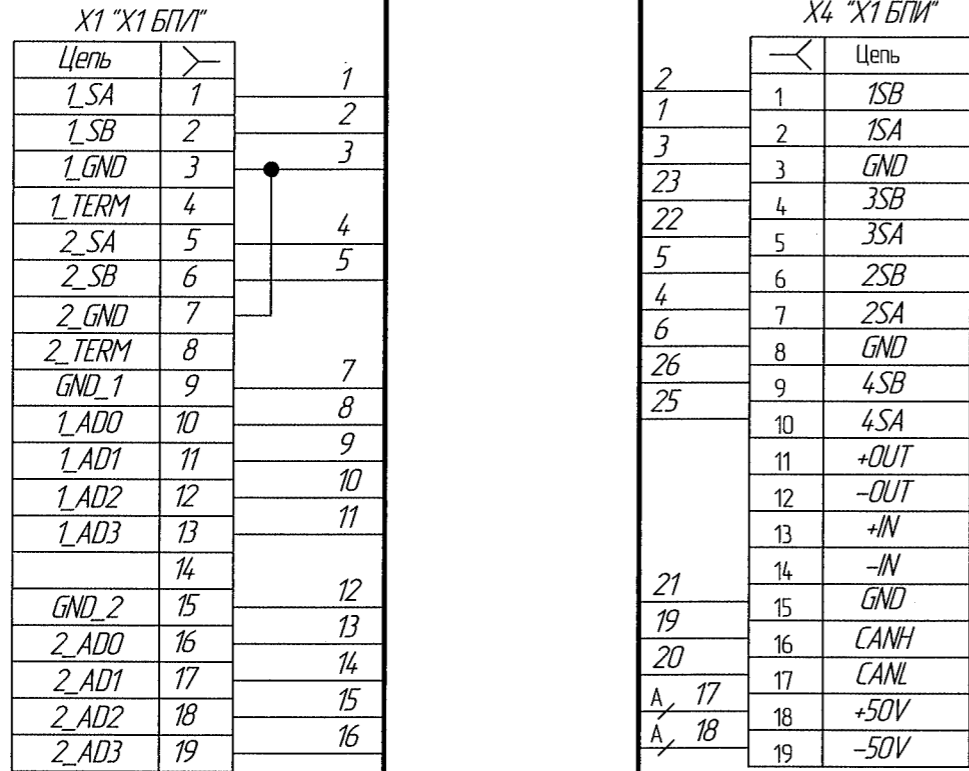 X1 "X1 БПЛ"
Цепь
1_SA 1 1
1_SB 2 2
1_GND 3 3
1_TERM 4
2_SA 5 4
2_SB 6 5
2_GND 7
2_TERM 8
GND_1 9 7
1_AD0 10 8
1_AD1 11 9
1_AD2 12 10
1_AD3 13 11
14
GND_2 15 12
2_AD0 16 13
2_AD1 17 14
2_AD2 18 15
2_AD3 19 16
X4 "X1 БПИ"
Цепь
2 1 1SB
1 2 1SA
3 3 GND
23 4 3SB
22 5 3SA
5 6 2SB
4 7 2SA
6 8 GND
26 9 4SB
25 10 4SA
11 +OUT
12 -OUT
13 +IN
14 -IN
21 15 GND
19 16 CANH
20 17 CANL
A 17 18 +50V
A 18 19 -50V